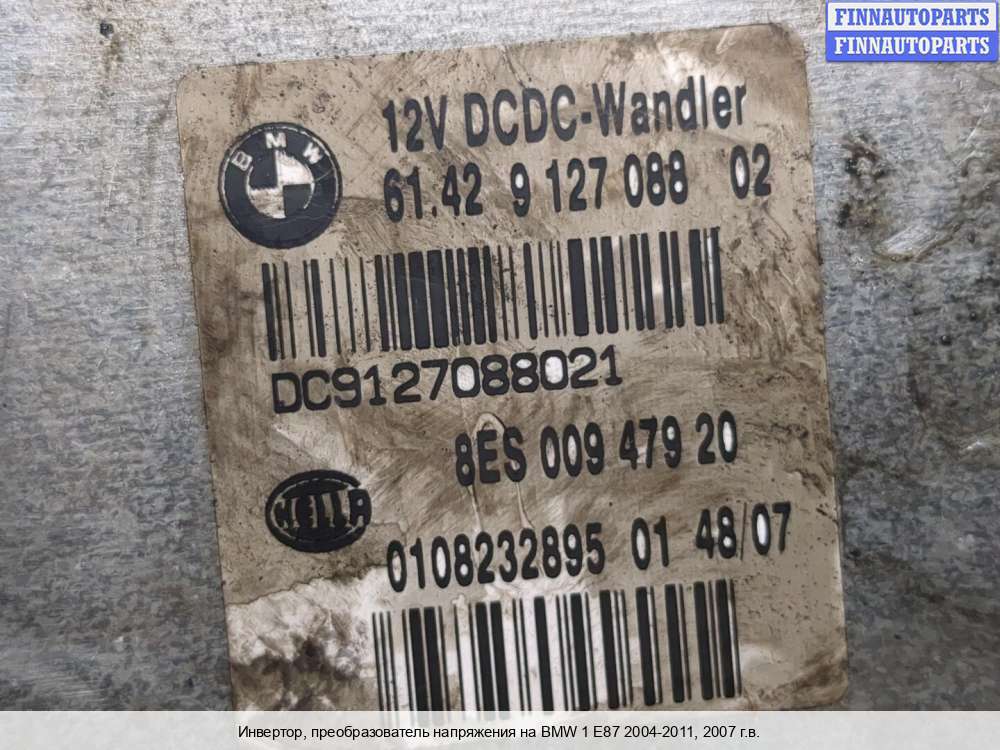 FINNAUTOPARTS
FINNAUTOPARTS
12V DCDC-Wandler
BMW
61.42 9 127 088 02
DC9127088021
8ES 009 479 20
HELLA
0108232895 01 48/07
Инвертор, преобразователь напряжения на BMW 1 E87 2004-2011, 2007 г.в.